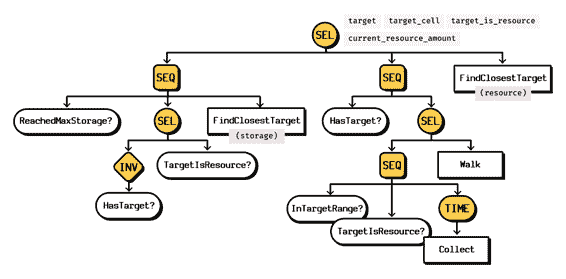 target target_cell target_is_resource
SEL
current_resource_amount
SEQ
SEQ
FindClosestTarget
(resource)
ReachedMaxStorage?
SEL
FindClosestTarget
(storage)
HasTarget?
SEL
INV
TargetIsResource?
SEQ
Walk
HasTarget?
InTargetRange?
TIME
TargetIsResource?
Collect